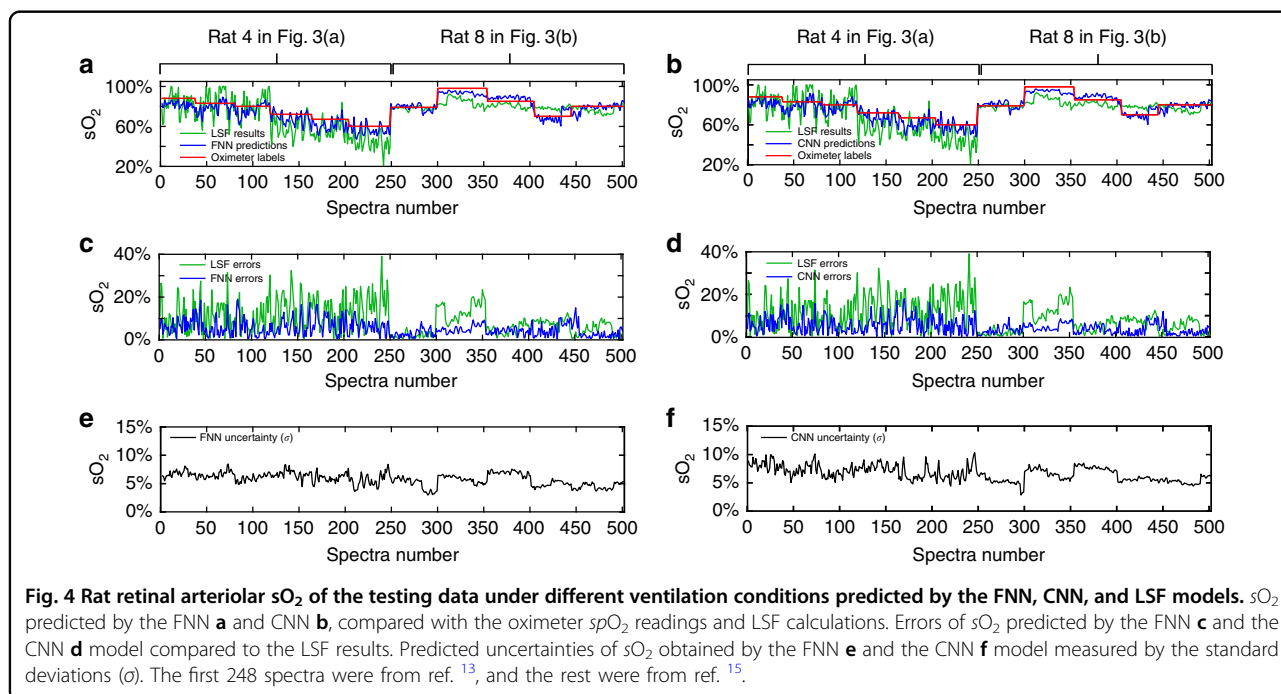 Rat 4 in Fig. 3(a) Rat 8 in Fig. 3(b)
a
100%
60%
20%
sO2
LSF results
FNN predictions
Oximeter labels
0 50 100 150 200 250 300 350 400 450 500
Spectra number
Rat 4 in Fig. 3(a) Rat 8 in Fig. 3(b)
b
100%
60%
20%
sO2
LSF results
CNN predictions
Oximeter labels
0 50 100 150 200 250 300 350 400 450 500
Spectra number
c
40%
20%
0%
sO2
LSF errors
FNN errors
0 50 100 150 200 250 300 350 400 450 500
Spectra number
d
40%
20%
0%
sO2
LSF errors
CNN errors
0 50 100 150 200 250 300 350 400 450 500
Spectra number
e
15%
10%
5%
0%
sO2
FNN uncertainty (σ)
0 50 100 150 200 250 300 350 400 450 500
Spectra number
f
15%
10%
5%
0%
sO2
CNN uncertainty (σ)
0 50 100 150 200 250 300 350 400 450 500
Spectra number
Fig. 4 Rat retinal arteriolar sO2 of the testing data under different ventilation conditions predicted by the FNN, CNN, and LSF models. sO2
predicted by the FNN a and CNN b, compared with the oximeter spO2 readings and LSF calculations. Errors of sO2 predicted by the FNN c and the
CNN d model compared to the LSF results. Predicted uncertainties of sO2 obtained by the FNN e and the CNN f model measured by the standard
deviations (σ). The first 248 spectra were from ref. 13, and the rest were from ref. 15.